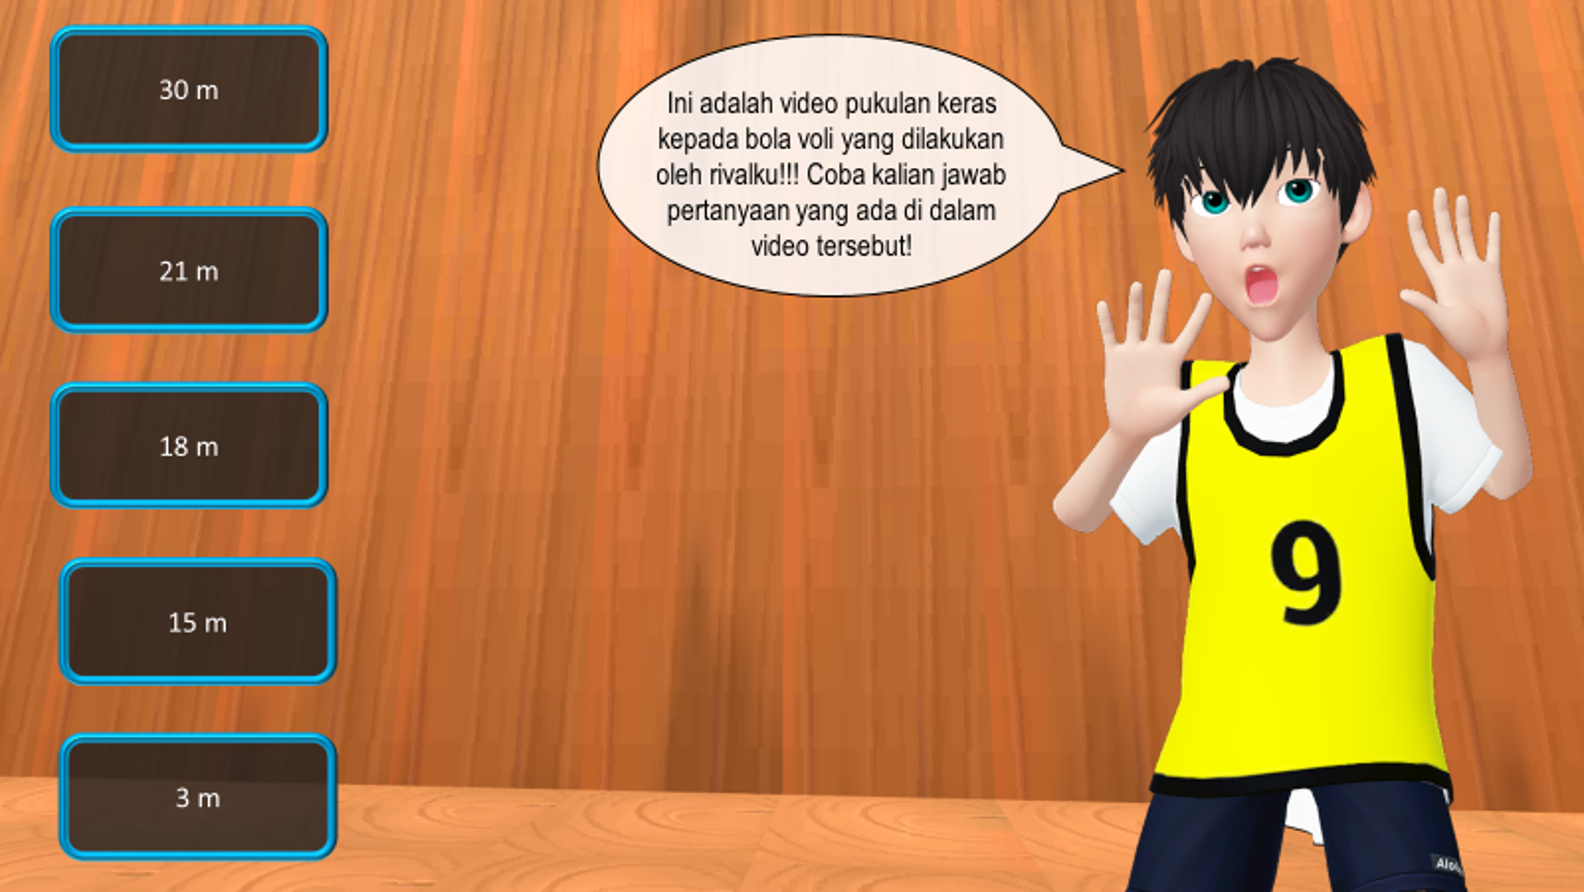 30 m
21 m
18 m
15 m
3 m
Ini adalah video pukulan keras
kepada bola voli yang dilakukan
oleh rivalku!!! Coba kalian jawab
pertanyaan yang ada di dalam
video tersebut!
9